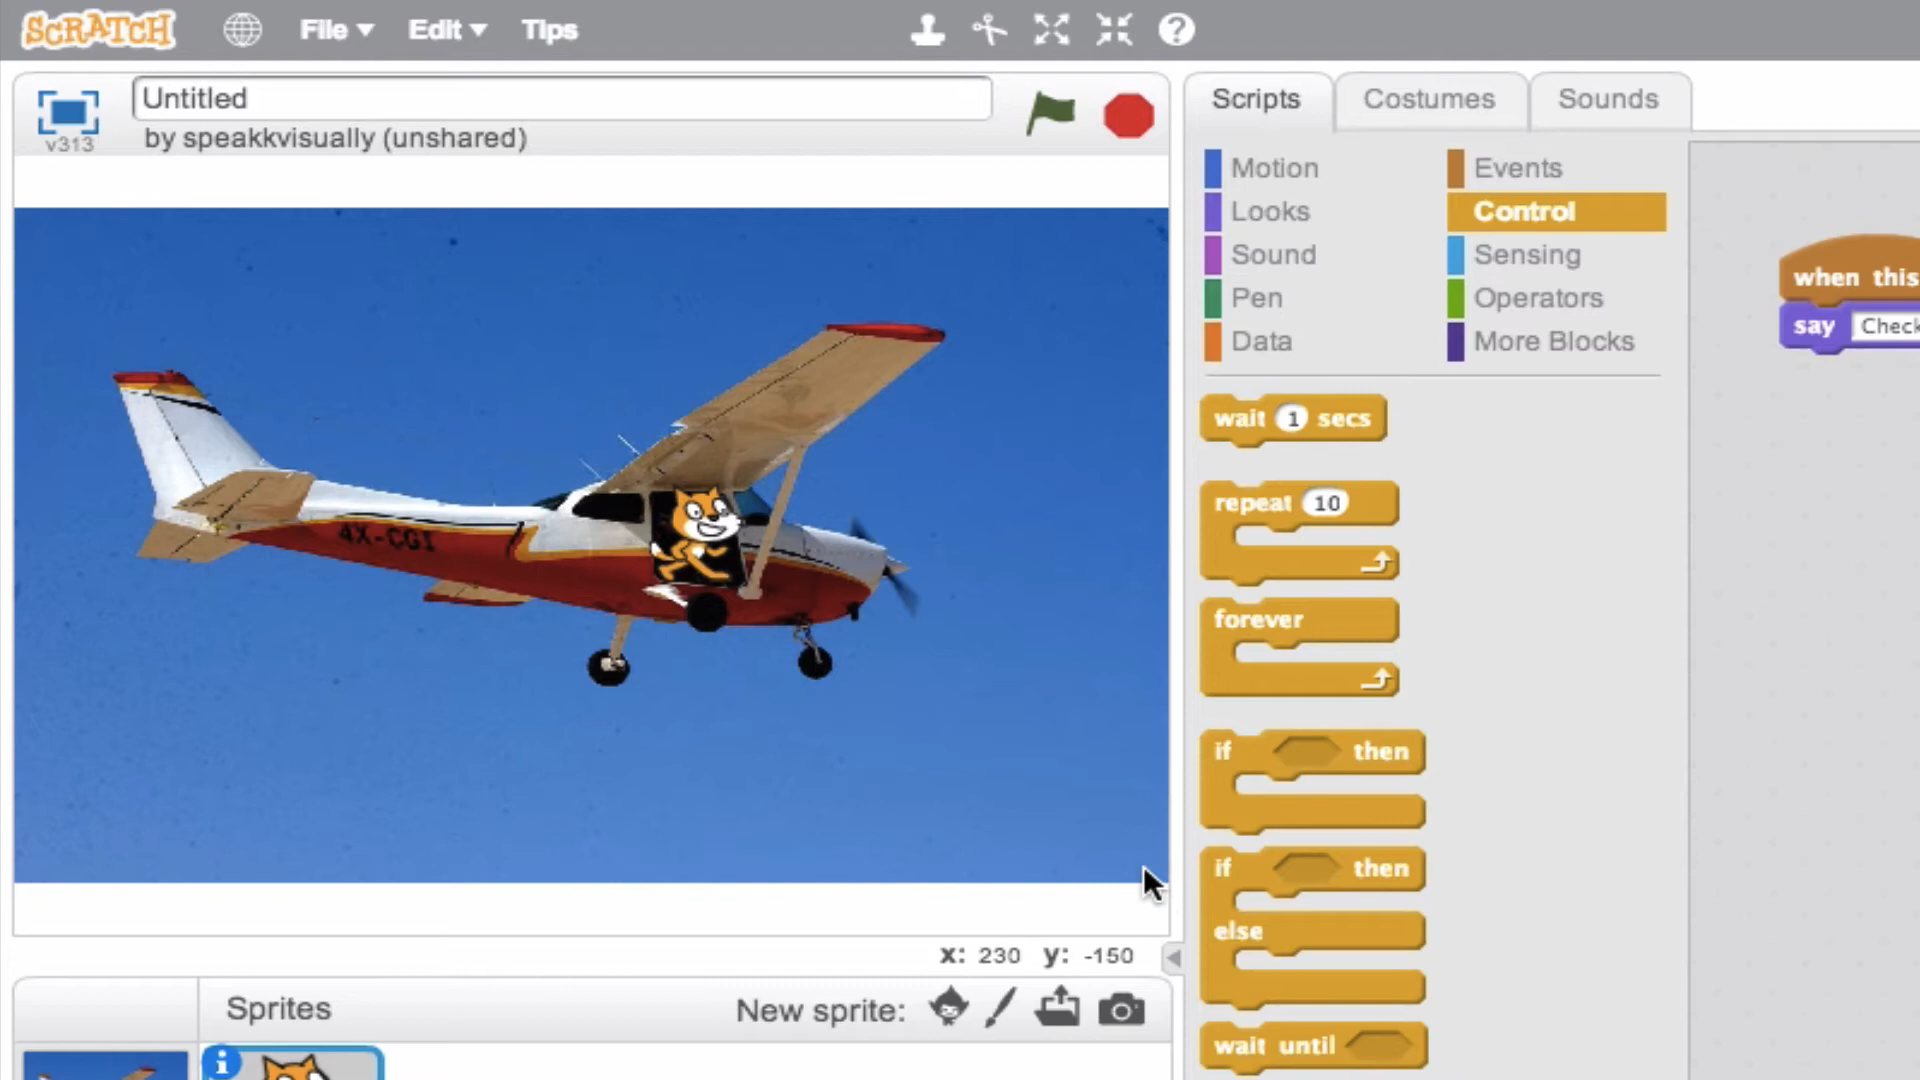 SCRATCH File Edit Tips
Untitled
v313 by speakkvisually (unshared)
Scripts Costumes Sounds
Motion Events
Looks Control
Sound Sensing
Pen Operators
Data More Blocks
when this
say Check
wait 1 secs
repeat 10
forever
if then
if then
else
wait until
4X-CGI
x: 230 y: -150
Sprites New sprite: